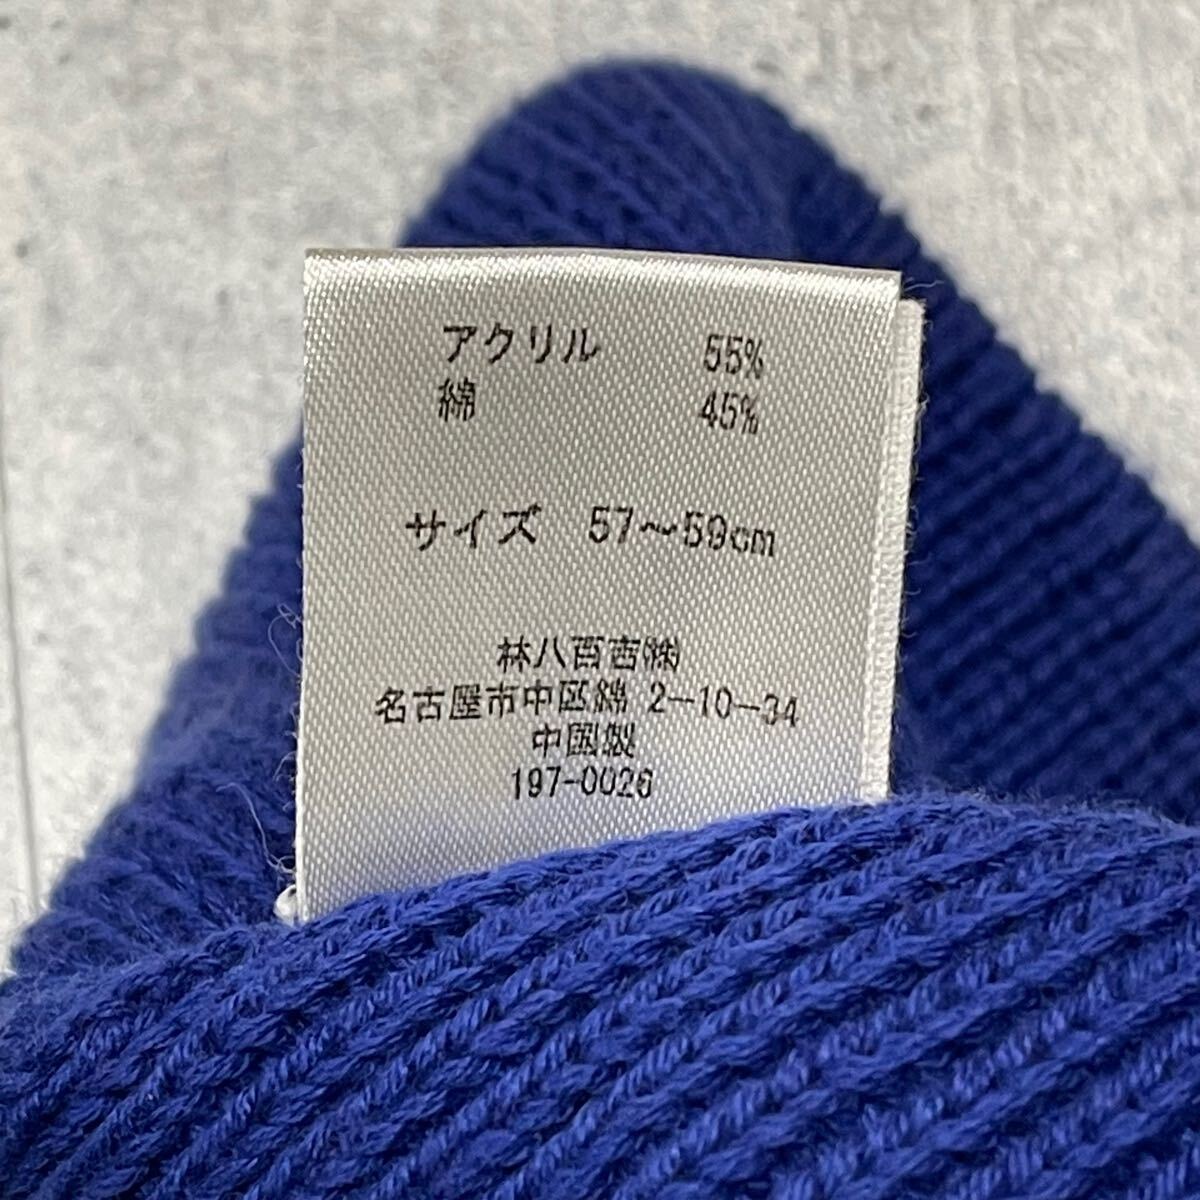 アクリル 55%
綿 45%
サイズ 57～59cm
林八百吉㈱
名古屋市中区錦 2-10-34
中国製
197-0026